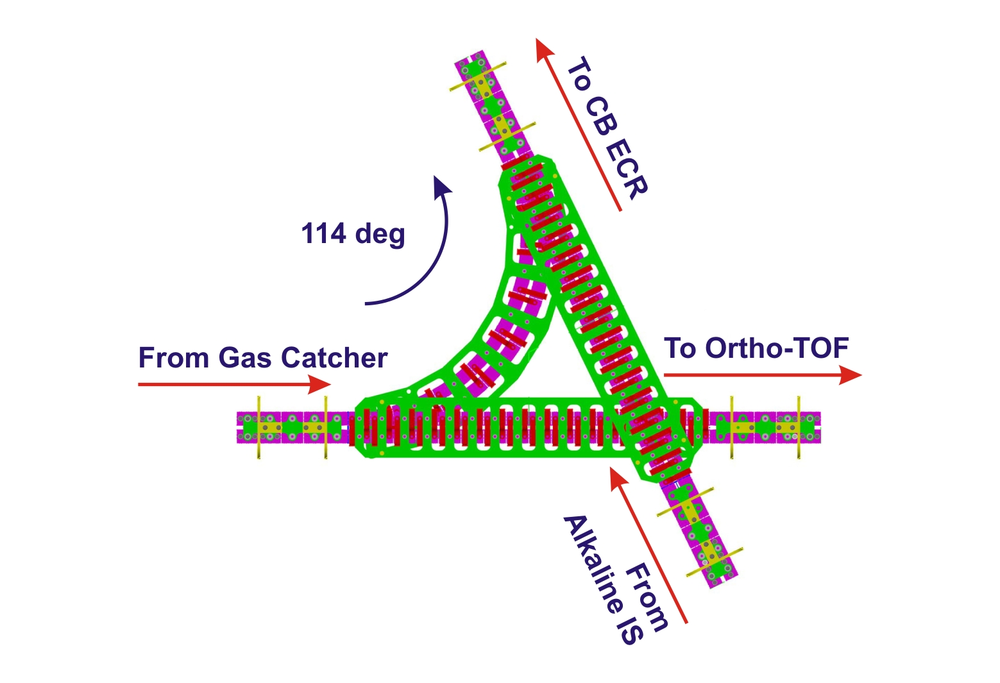 To CB ECR
114 deg
From Gas Catcher
To Ortho-TOF
From
Alkaline IS